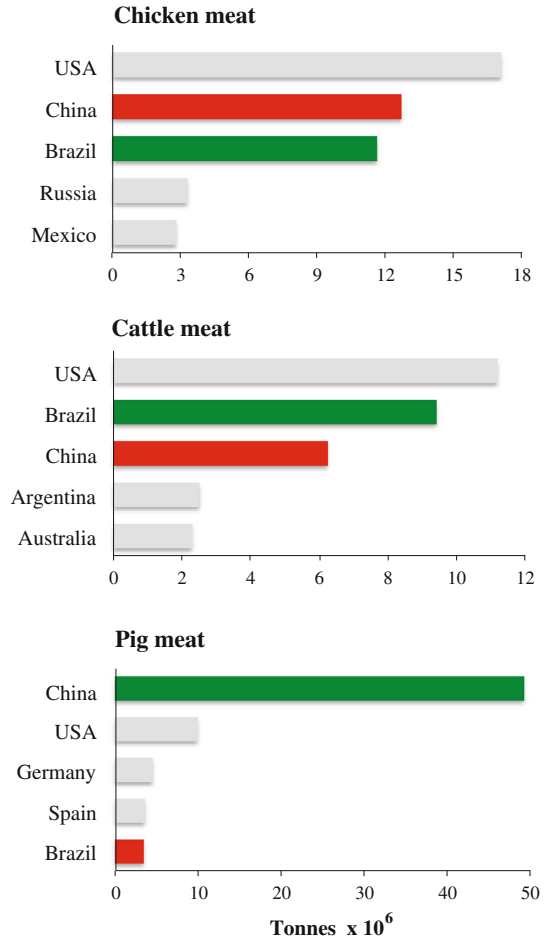 Chicken meat
USA
China
Brazil
Russia
Mexico
0 3 6 9 12 15 18
Cattle meat
USA
Brazil
China
Argentina
Australia
0 2 4 6 8 10 12
Pig meat
China
USA
Germany
Spain
Brazil
0 10 20 30 40 50
Tonnes x 10⁶